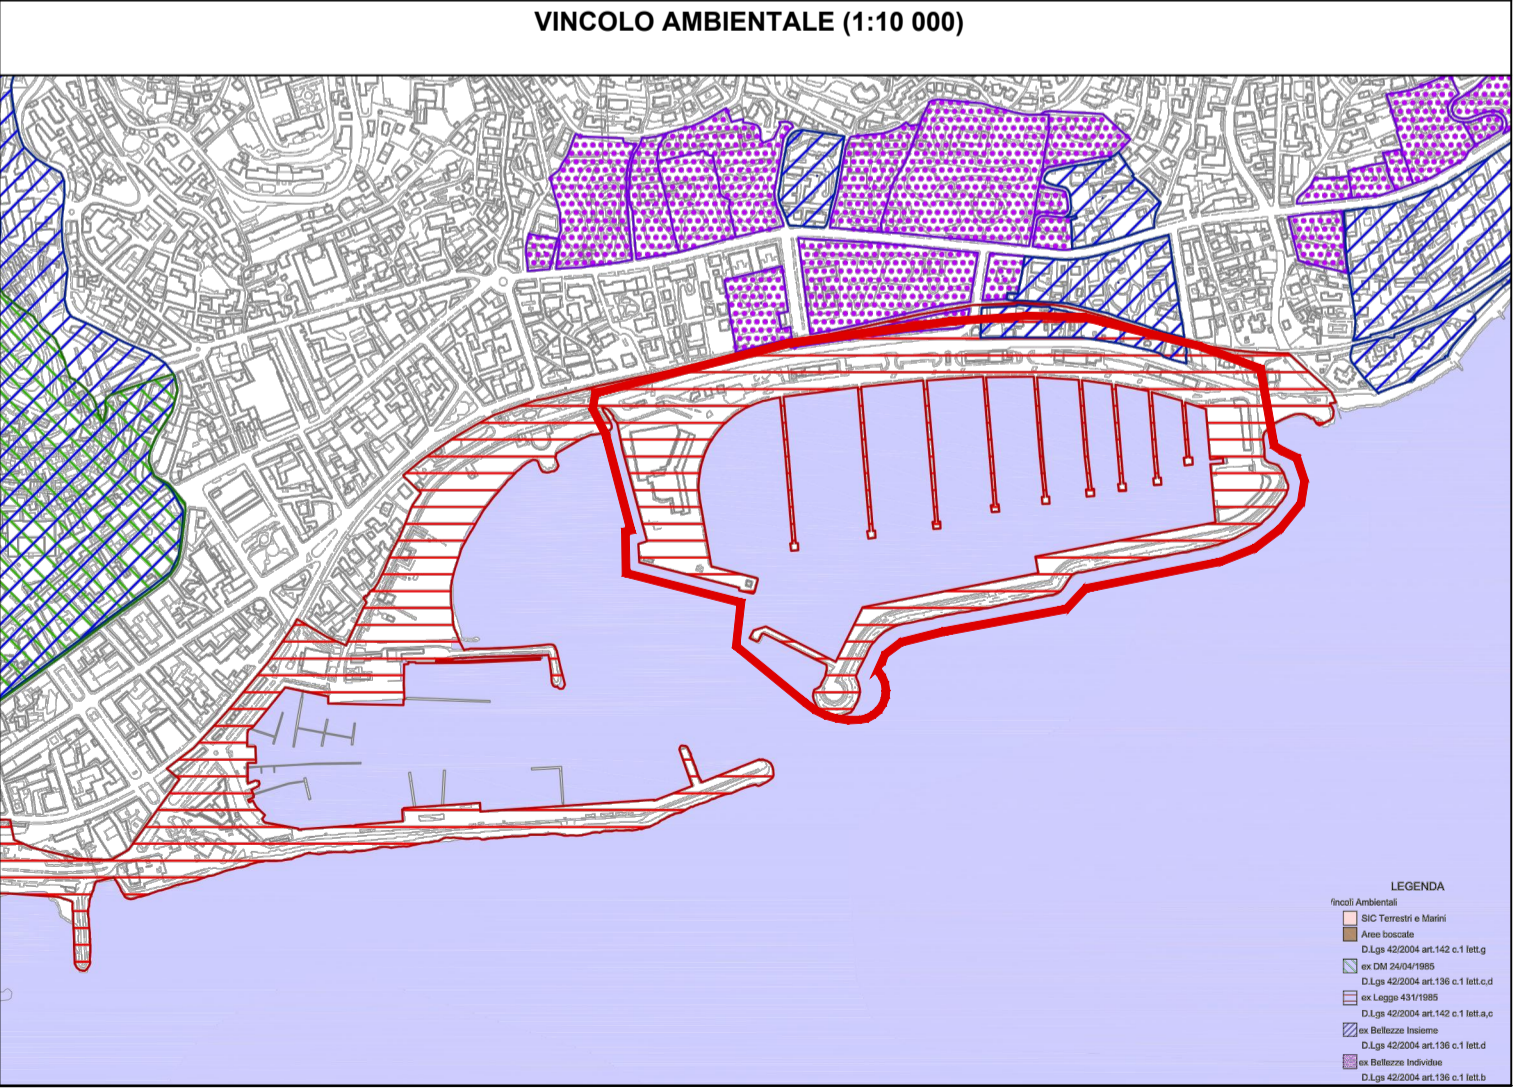 VINCOLO AMBIENTALE (1:10 000)
LEGENDA
Vincoli Ambientali
SIC Terrestri e Marini
Aree boscate
D.Lgs 42/2004 art.142 c.1 lett.g
ex DM 24/04/1985
D.Lgs 42/2004 art.136 c.1 lett.c,d
ex Legge 431/1985
D.Lgs 42/2004 art.142 c.1 lett.a,c
ex Bellezze Insieme
D.Lgs 42/2004 art.136 c.1 lett.d
ex Bellezze Individue
D.Lgs 42/2004 art.136 c.1 lett.b